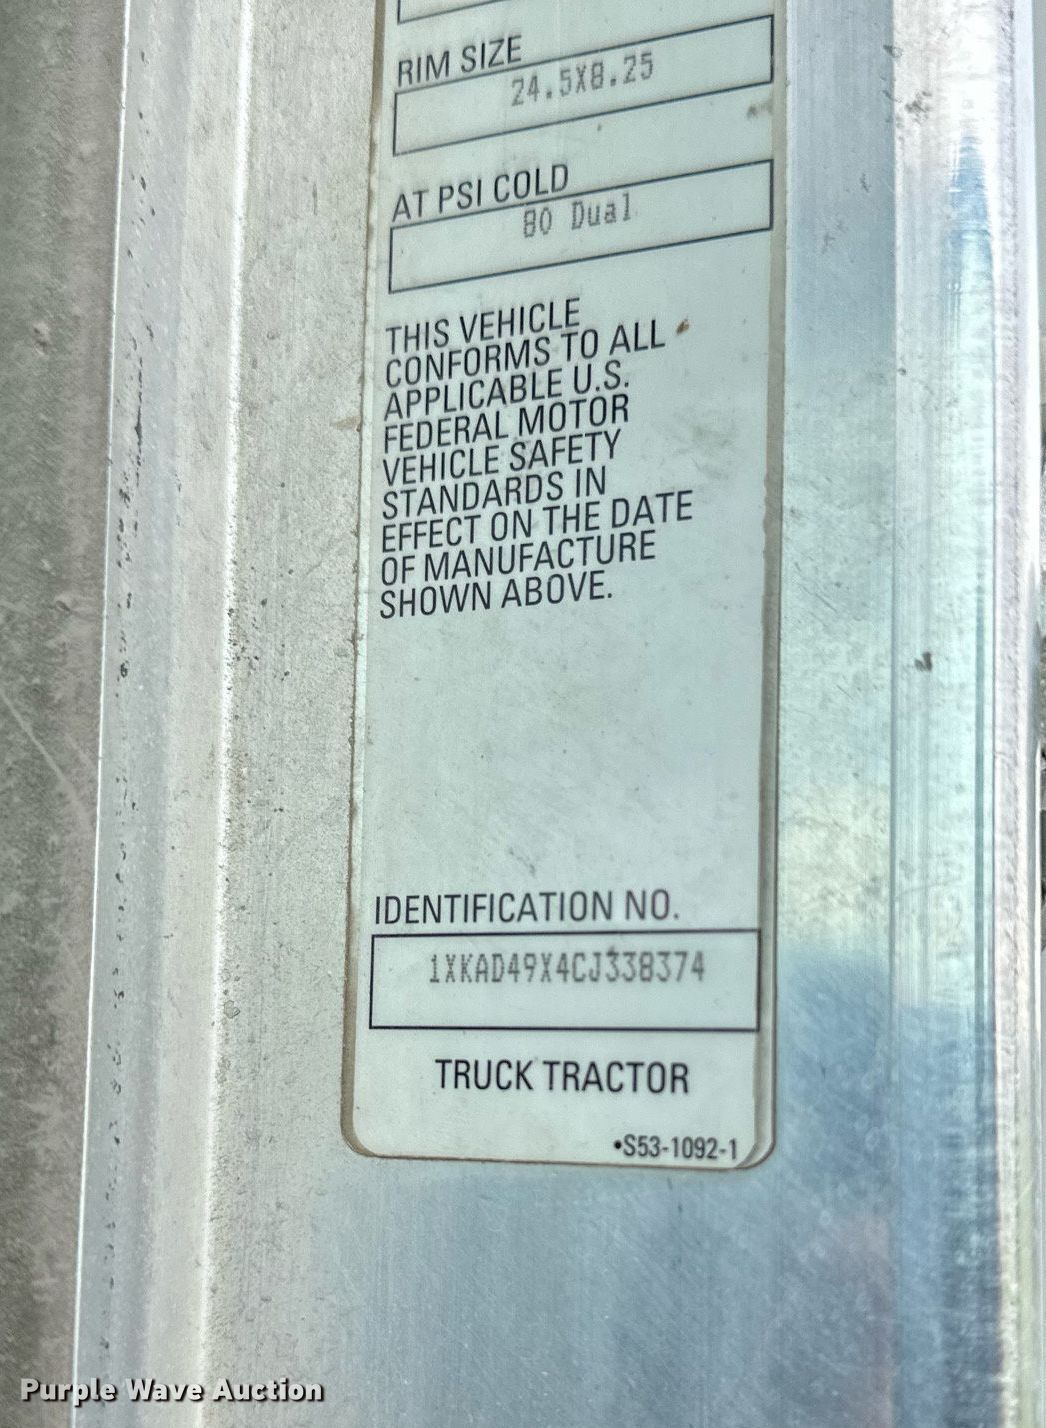 RIM SIZE
24.5X8.25
AT PSI COLD
80 Dual
THIS VEHICLE
CONFORMS TO ALL
APPLICABLE U.S.
FEDERAL MOTOR
VEHICLE SAFETY
STANDARDS IN
EFFECT ON THE DATE
OF MANUFACTURE
SHOWN ABOVE.
IDENTIFICATION NO.
1XKAD49X4CJ338374
TRUCK TRACTOR
•S53-1092-1
Purple Wave Auction